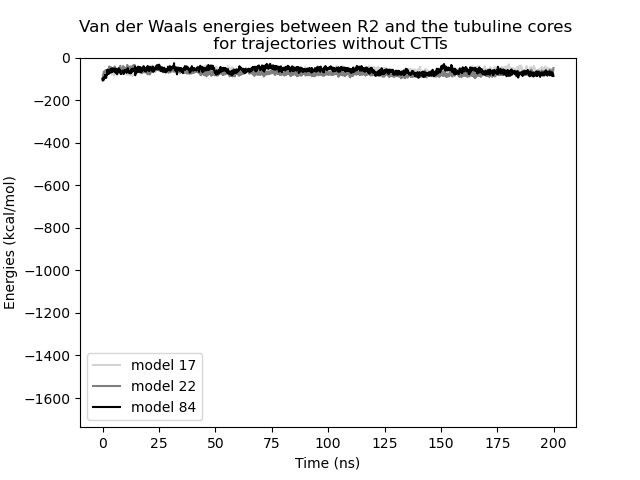 Van der Waals energies between R2 and the tubuline cores
for trajectories without CTTs
0
−200
−400
−600
−800
−1000
−1200
−1400
−1600
Energies (kcal/mol)
model 17
model 22
model 84
0
25
50
75
100
125
150
175
200
Time (ns)